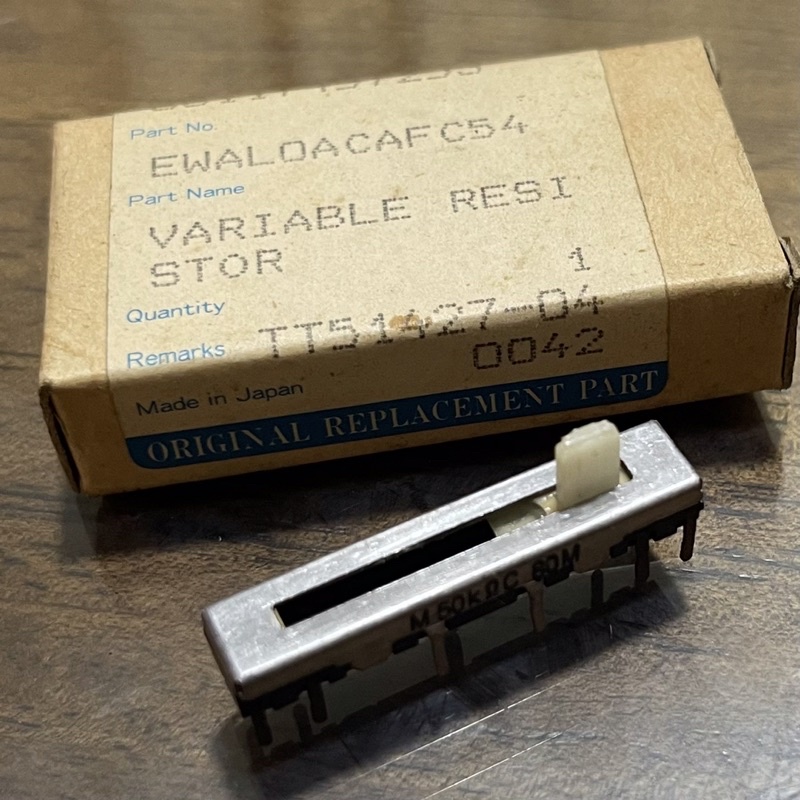 Part No.
EWALOACAFC54
Part Name
VARIABLE RESI
STOR
1
Quantity
TT51427-04
Remarks
0042
Made in Japan
ORIGINAL REPLACEMENT PART
M 50KΩC 80M